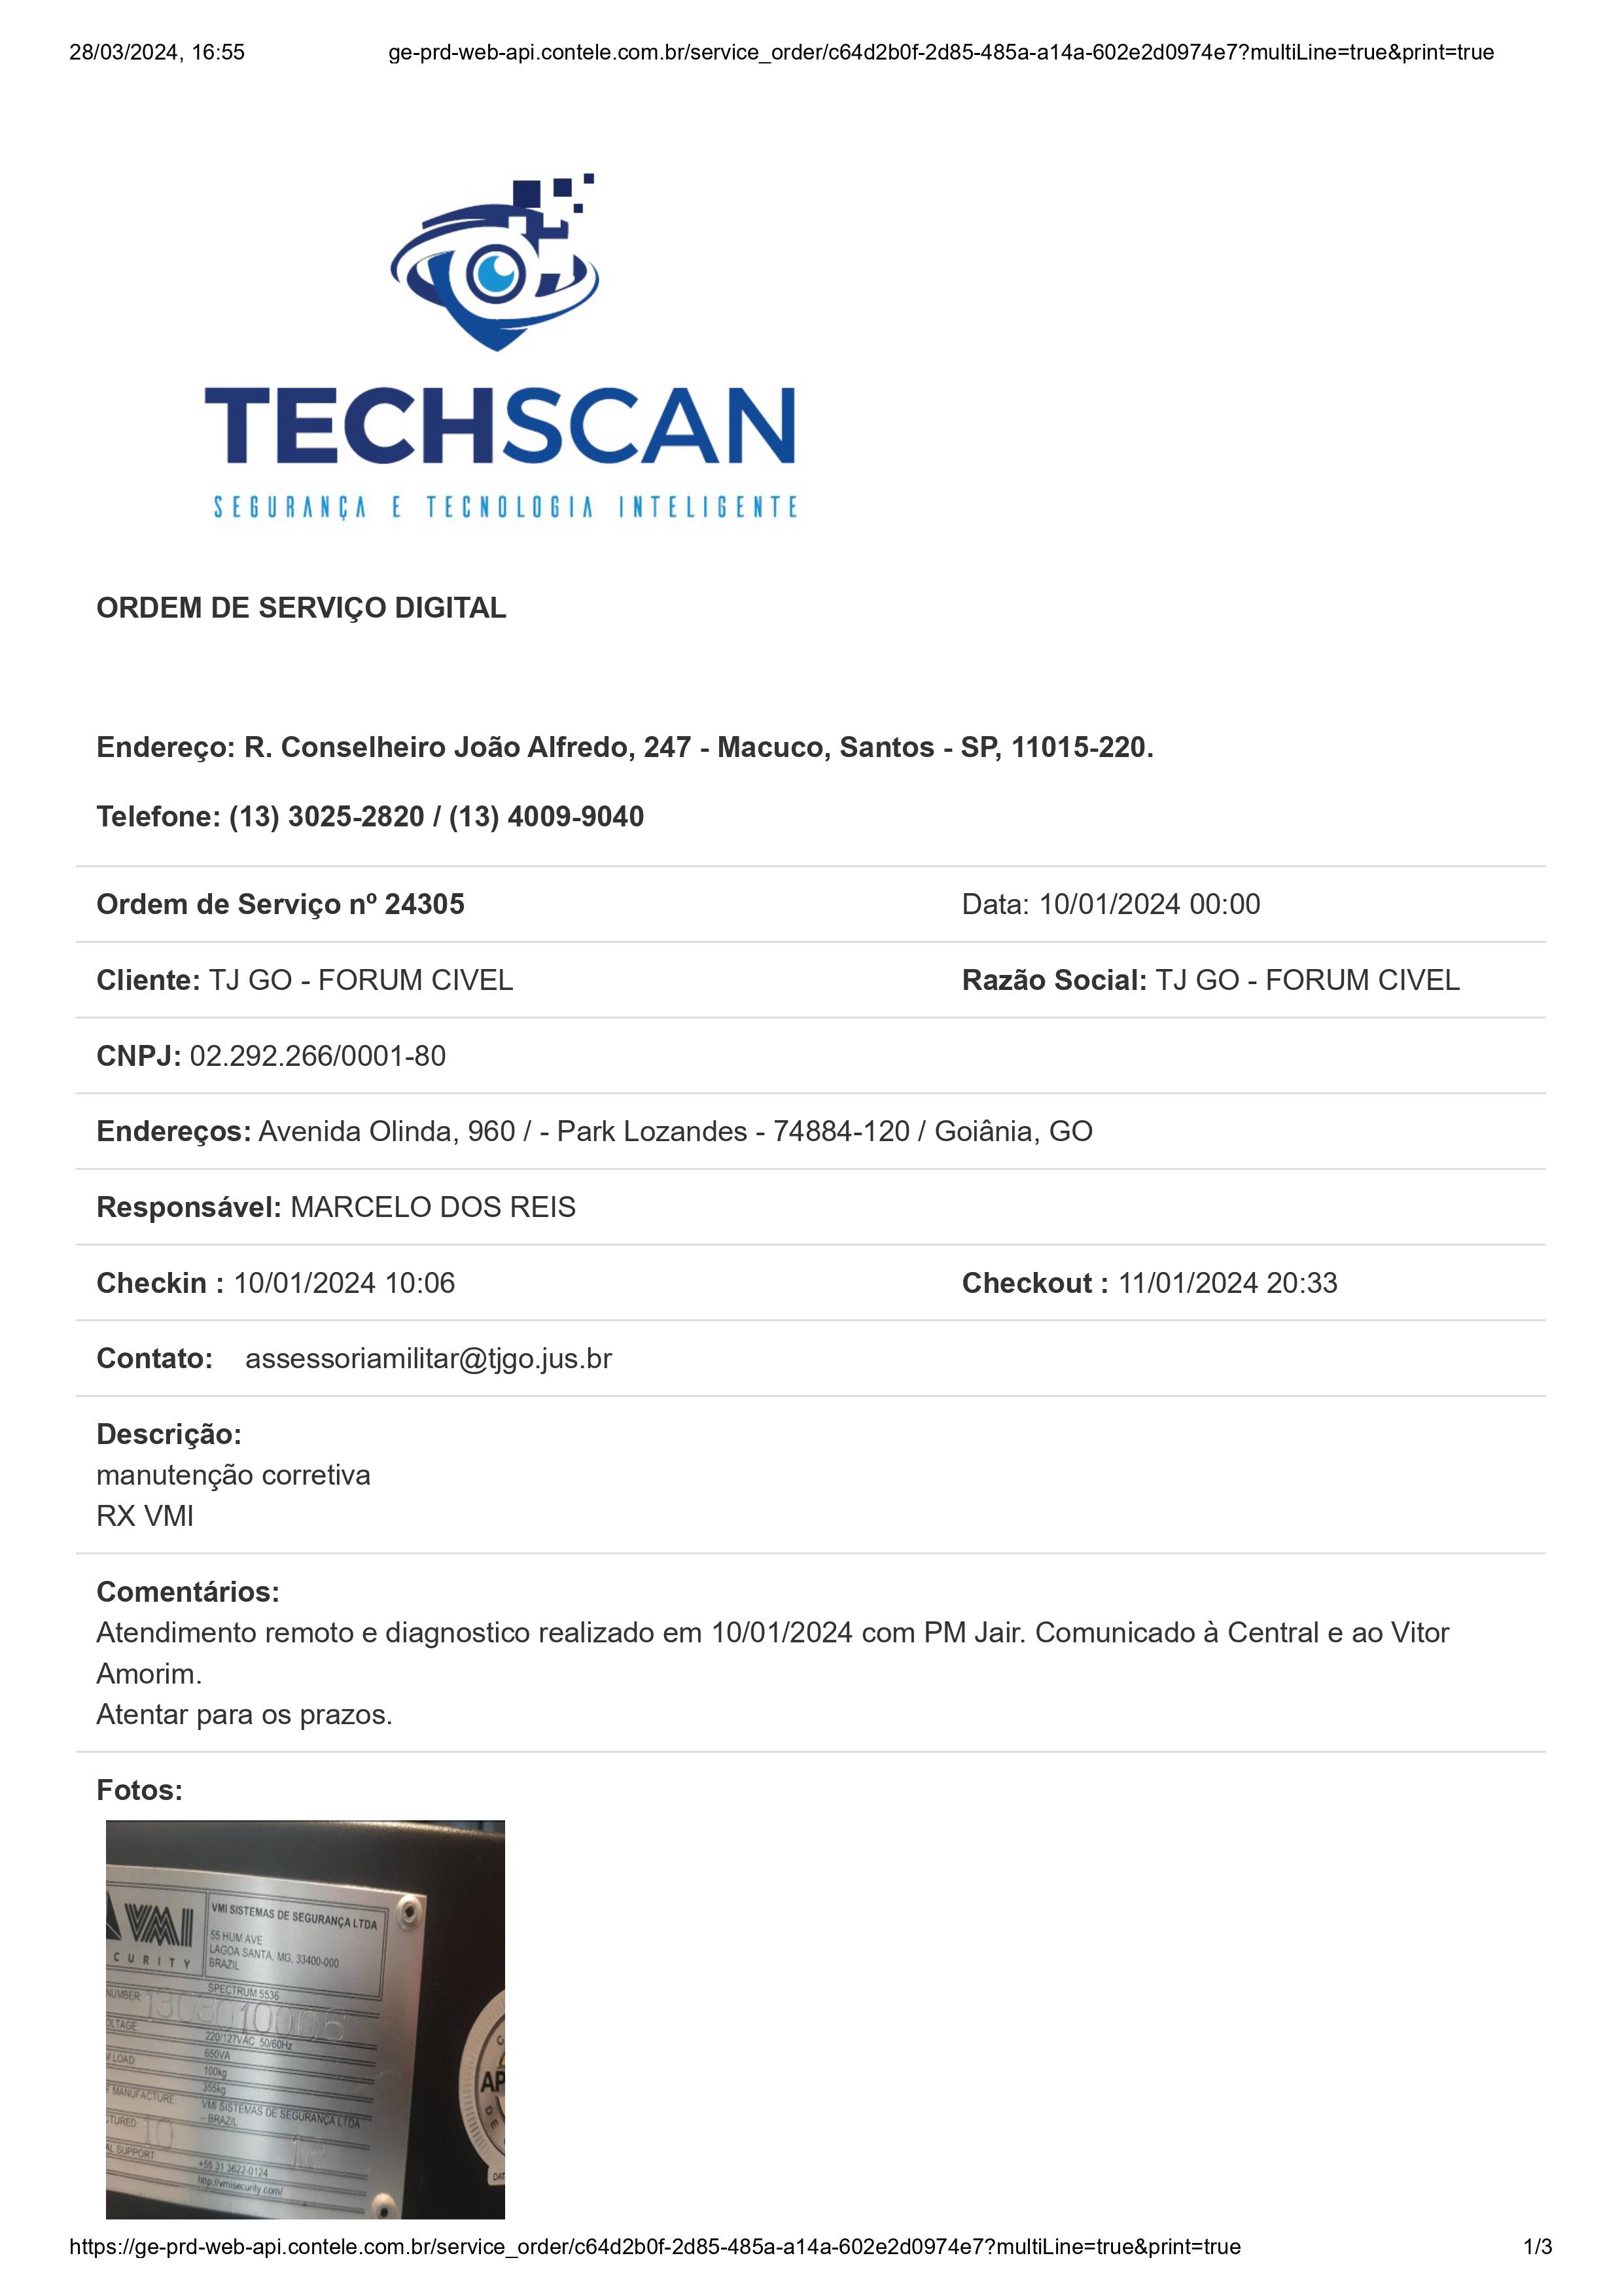 28/03/2024, 16:55 ge-prd-web-api.contele.com.br/service_order/c64d2b0f-2d85-485a-a14a-602e2d0974e7?multiLine=true&print=true
TECHSCAN
SEGURANÇA E TECNOLOGIA INTELIGENTE
ORDEM DE SERVIÇO DIGITAL
Endereço: R. Conselheiro João Alfredo, 247 - Macuco, Santos - SP, 11015-220.
Telefone: (13) 3025-2820 / (13) 4009-9040
Ordem de Serviço nº 24305 Data: 10/01/2024 00:00
Cliente: TJ GO - FORUM CIVEL Razão Social: TJ GO - FORUM CIVEL
CNPJ: 02.292.266/0001-80
Endereços: Avenida Olinda, 960 / - Park Lozandes - 74884-120 / Goiânia, GO
Responsável: MARCELO DOS REIS
Checkin : 10/01/2024 10:06 Checkout : 11/01/2024 20:33
Contato: assessoriamilitar@tjgo.jus.br
Descrição:
manutenção corretiva
RX VMI
Comentários:
Atendimento remoto e diagnostico realizado em 10/01/2024 com PM Jair. Comunicado à Central e ao Vitor
Amorim.
Atentar para os prazos.
Fotos:
VMI
CURITY
VMI SISTEMAS DE SEGURANÇA LTDA
55 HUM AVE
LAGOA SANTA, MG, 33400-000
BRAZIL
SPECTRUM 5536
NUMBER:
OLTAGE 220/127VAC 50/60Hz
650VA
LOAD 100kg
355kg
MANUFACTURE VMI SISTEMAS DE SEGURANÇA LTDA
- BRAZIL
TURED 10
AL SUPPORT: +55 31 3622-0124
http://vmisecurity.com/
AP
DE
DAT
https://ge-prd-web-api.contele.com.br/service_order/c64d2b0f-2d85-485a-a14a-602e2d0974e7?multiLine=true&print=true 1/3